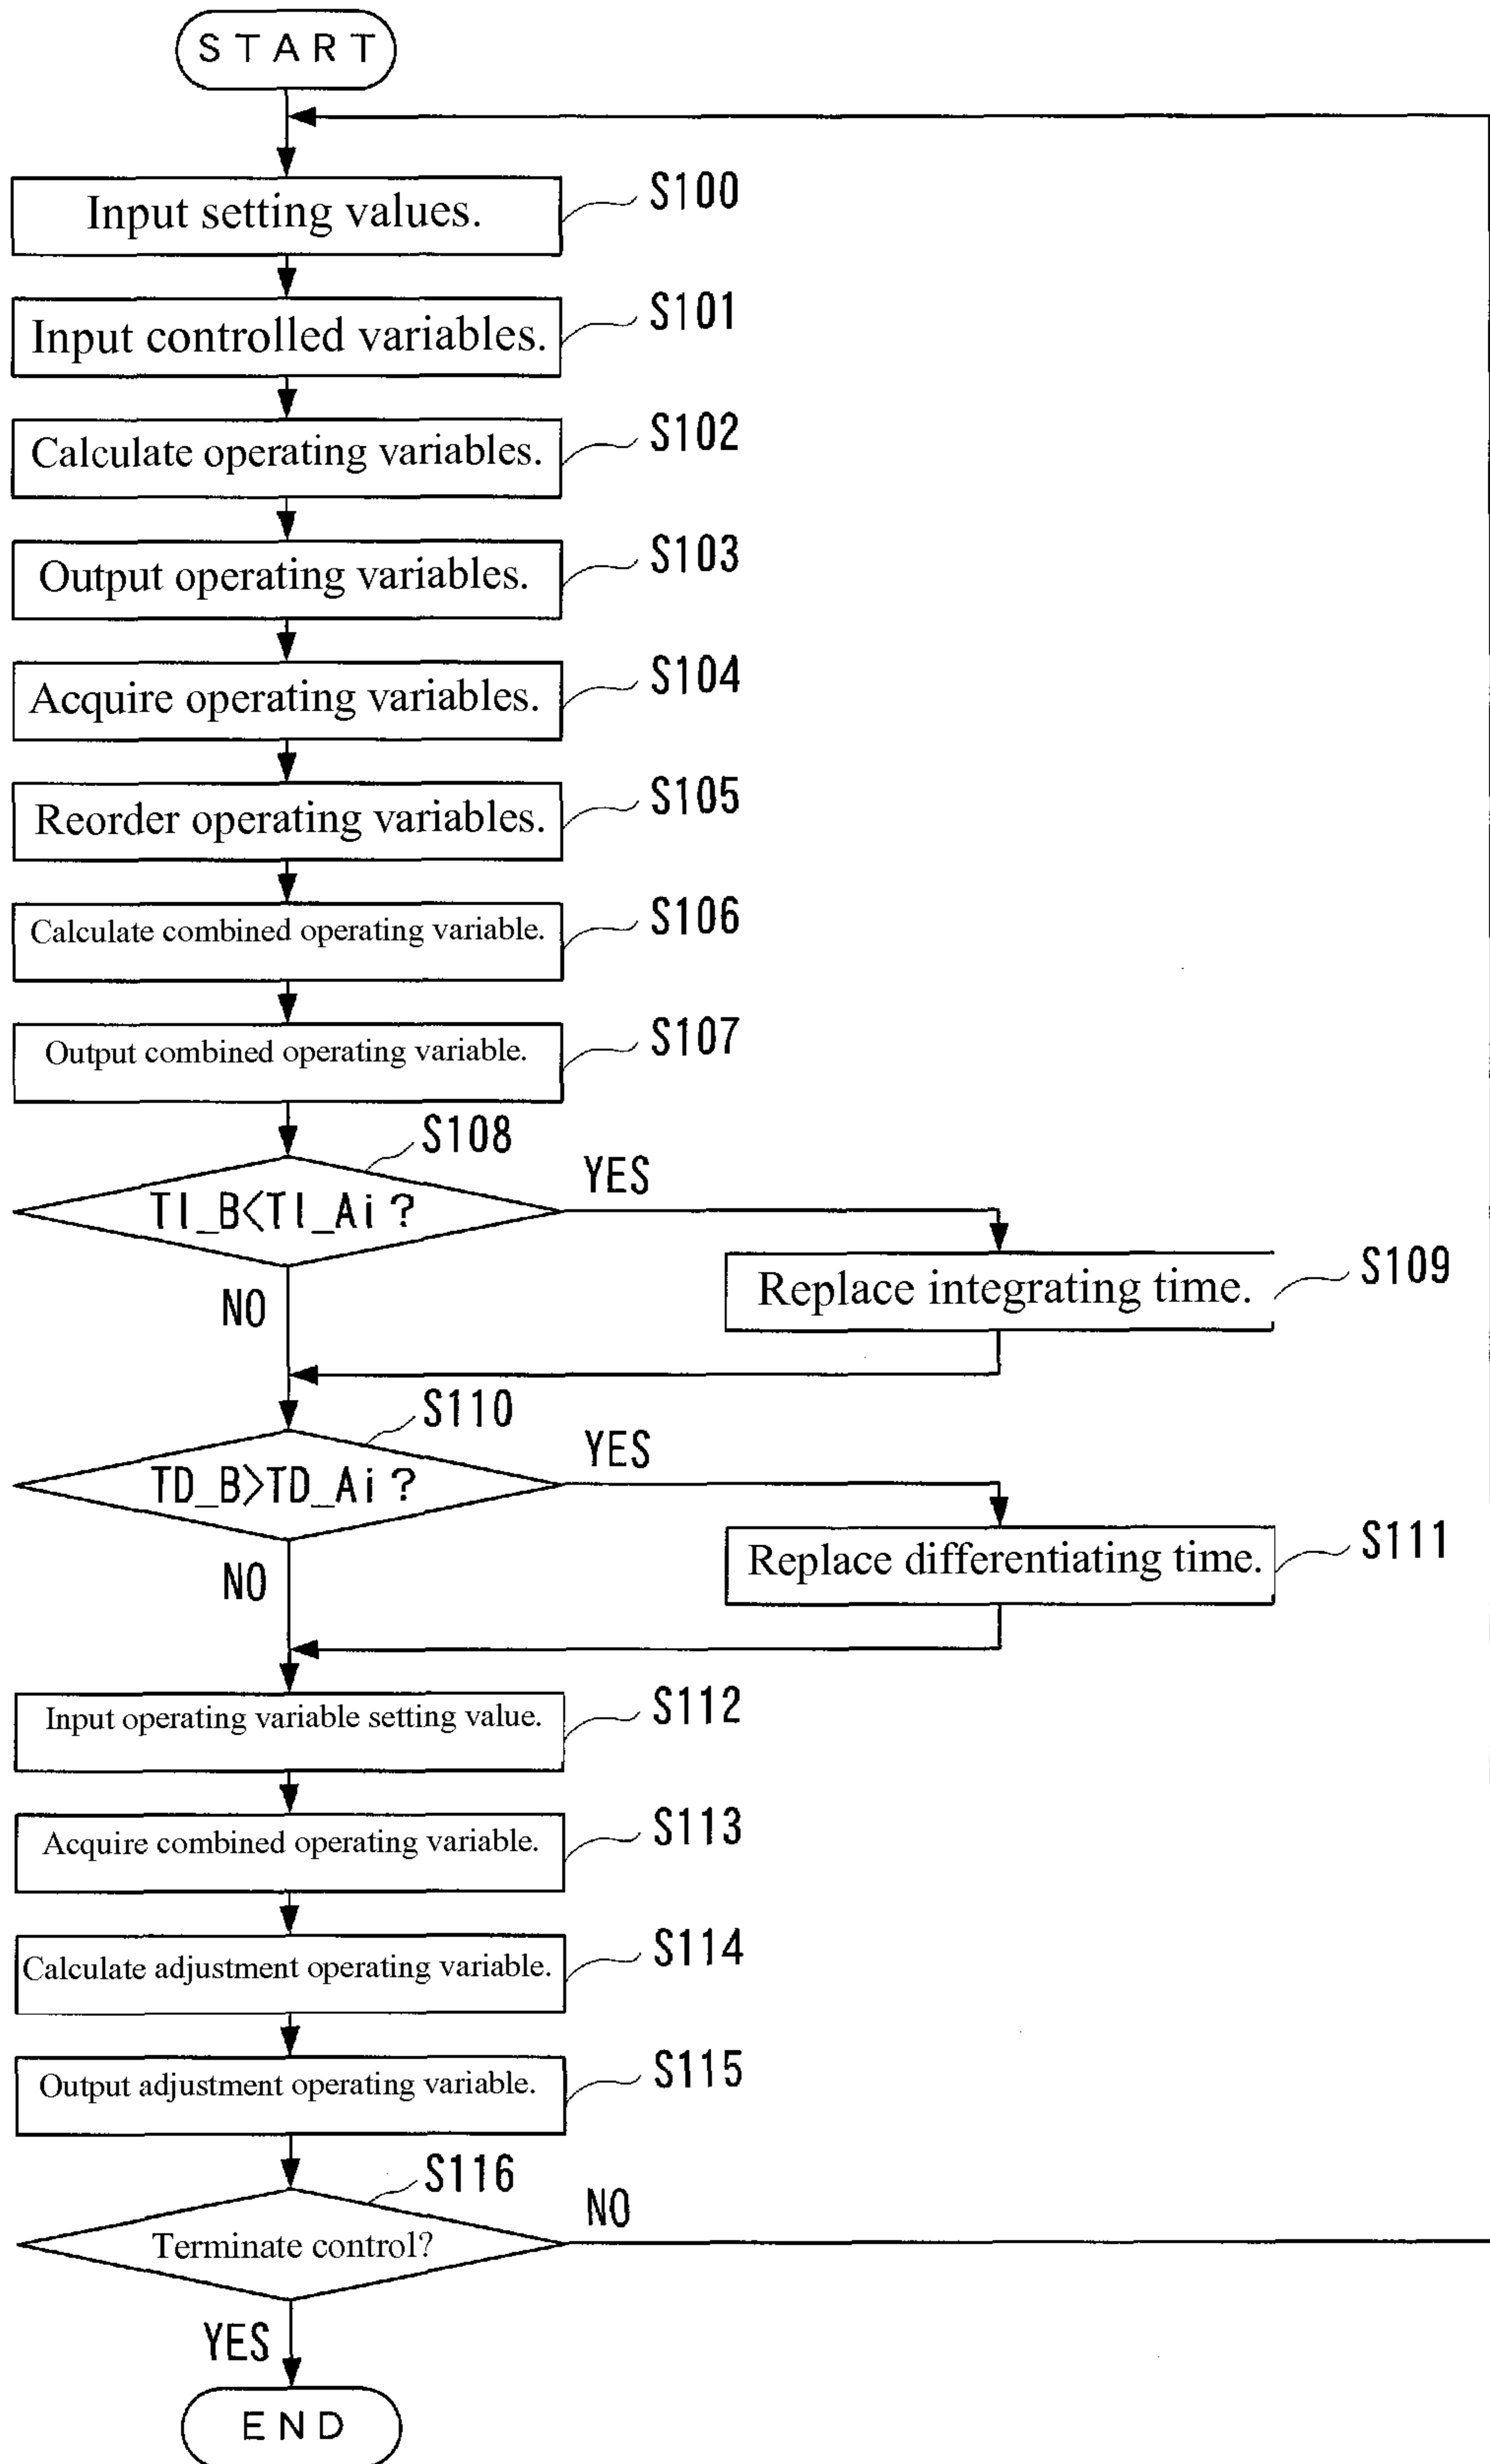 START
Input setting values.
S100
Input controlled variables.
S101
Calculate operating variables.
S102
Output operating variables.
S103
Acquire operating variables.
S104
Reorder operating variables.
S105
Calculate combined operating variable.
S106
Output combined operating variable.
S107
S108
TI_B<TI_Ai?
YES
NO
Replace integrating time.
S109
S110
TD_B>TD_Ai?
YES
NO
Replace differentiating time.
S111
Input operating variable setting value.
S112
Acquire combined operating variable.
S113
Calculate adjustment operating variable.
S114
Output adjustment operating variable.
S115
S116
Terminate control?
NO
YES
END